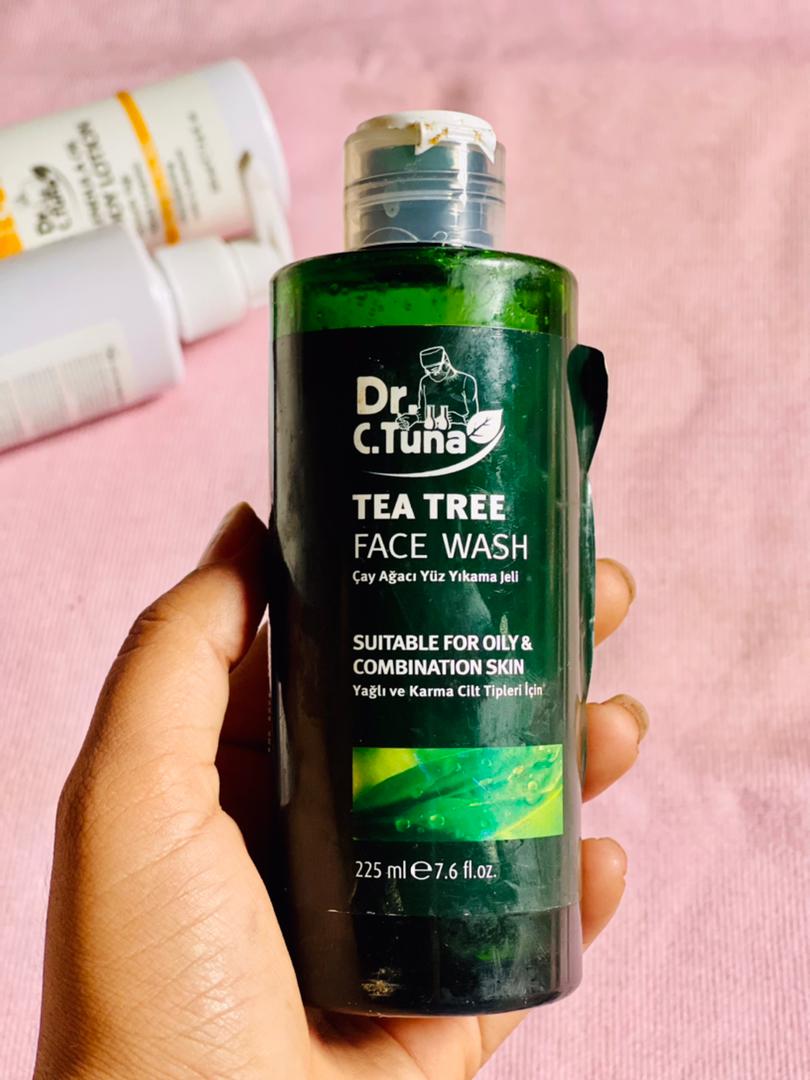 Dr.
C.Tuna
TEA TREE
FACE WASH
Çay Ağacı Yüz Yıkama Jeli
SUITABLE FOR OILY &
COMBINATION SKIN
Yağlı ve Karma Cilt Tipleri İçin
225 ml ℮ 7.6 fl.oz.
Dr.
C.Tuna
LOTION